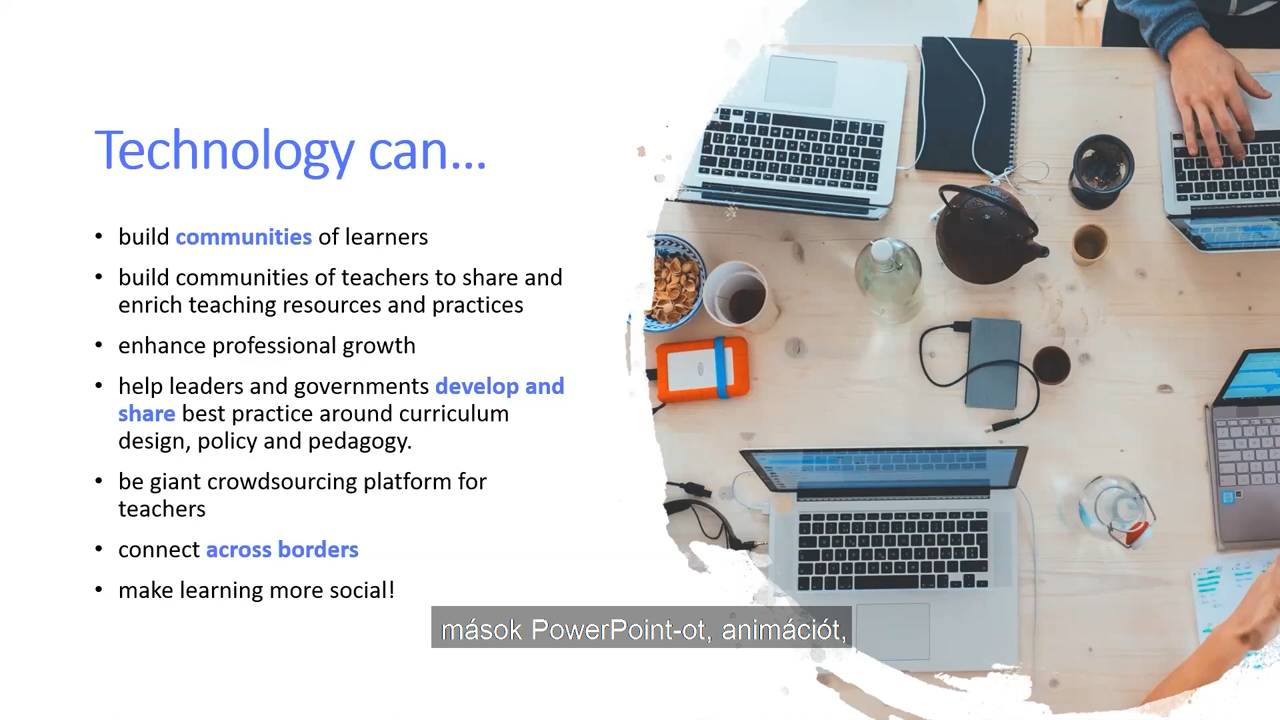 Technology can...
• build communities of learners
• build communities of teachers to share and
enrich teaching resources and practices
• enhance professional growth
• help leaders and governments develop and
share best practice around curriculum
design, policy and pedagogy.
• be giant crowdsourcing platform for
teachers
• connect across borders
• make learning more social!
mások PowerPoint-ot, animációt,